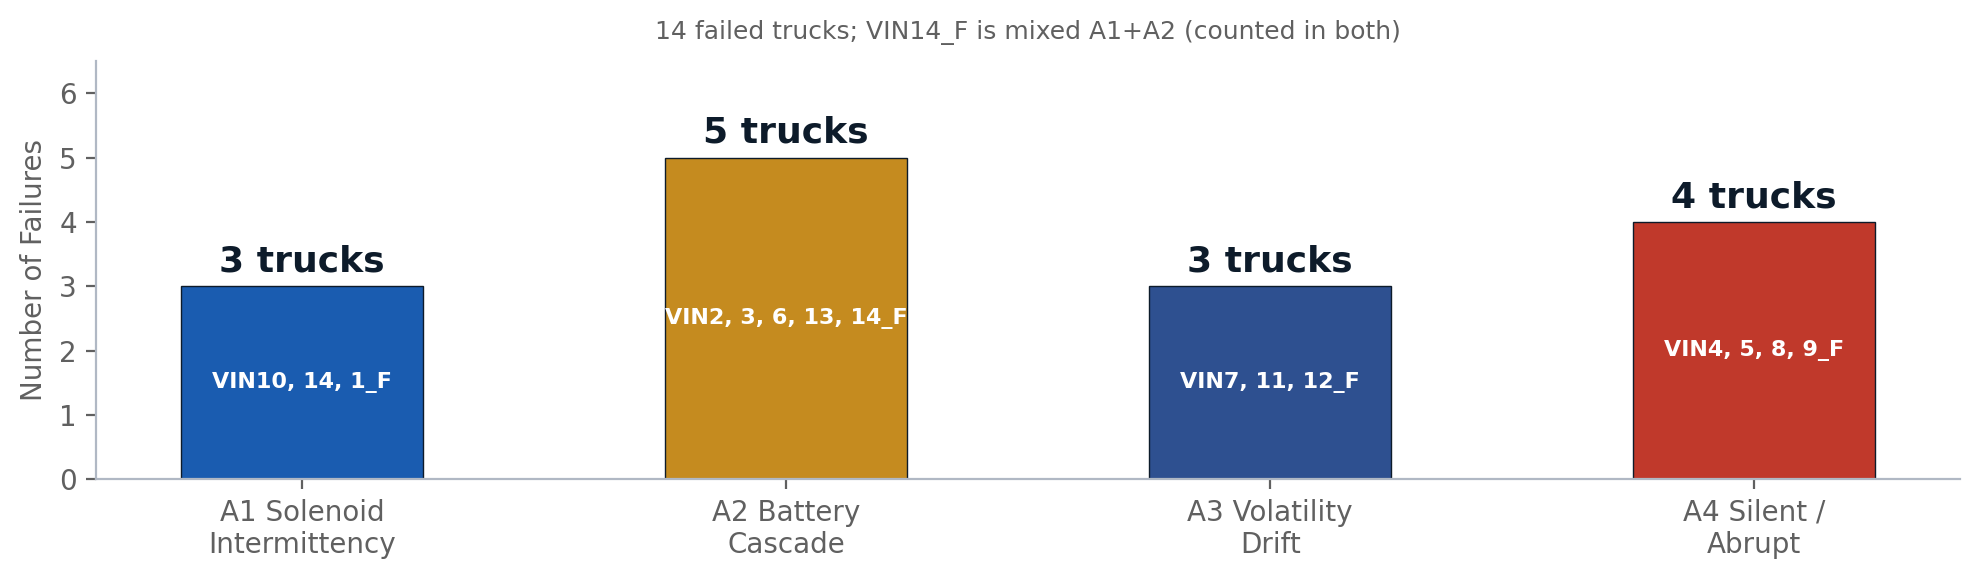 14 failed trucks; VIN14_F is mixed A1+A2 (counted in both)
Number of Failures
6
5
4
3
2
1
0
3 trucks
VIN10, 14, 1_F
5 trucks
VIN2, 3, 6, 13, 14_F
3 trucks
VIN7, 11, 12_F
4 trucks
VIN4, 5, 8, 9_F
A1 Solenoid
Intermittency
A2 Battery
Cascade
A3 Volatility
Drift
A4 Silent /
Abrupt